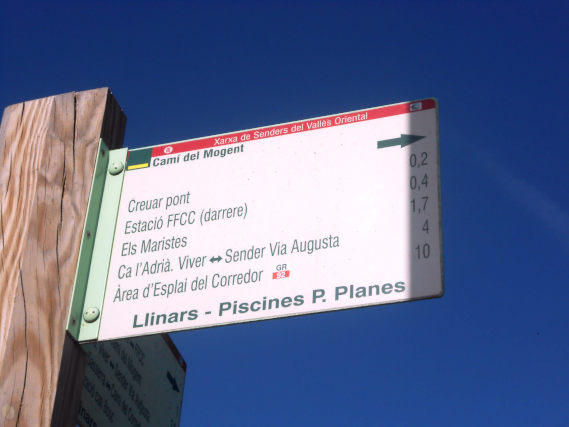 Xarxa de Senders del Vallès Oriental
Camí del Mogent
Creuar pont 0,2
Estació FFCC (darrere) 0,4
Els Maristes 1,7
Ca l'Adrià. Viver ↔ Sender Via Augusta 4
Àrea d'Esplai del Corredor GR 92 10
Llinars - Piscines P. Planes